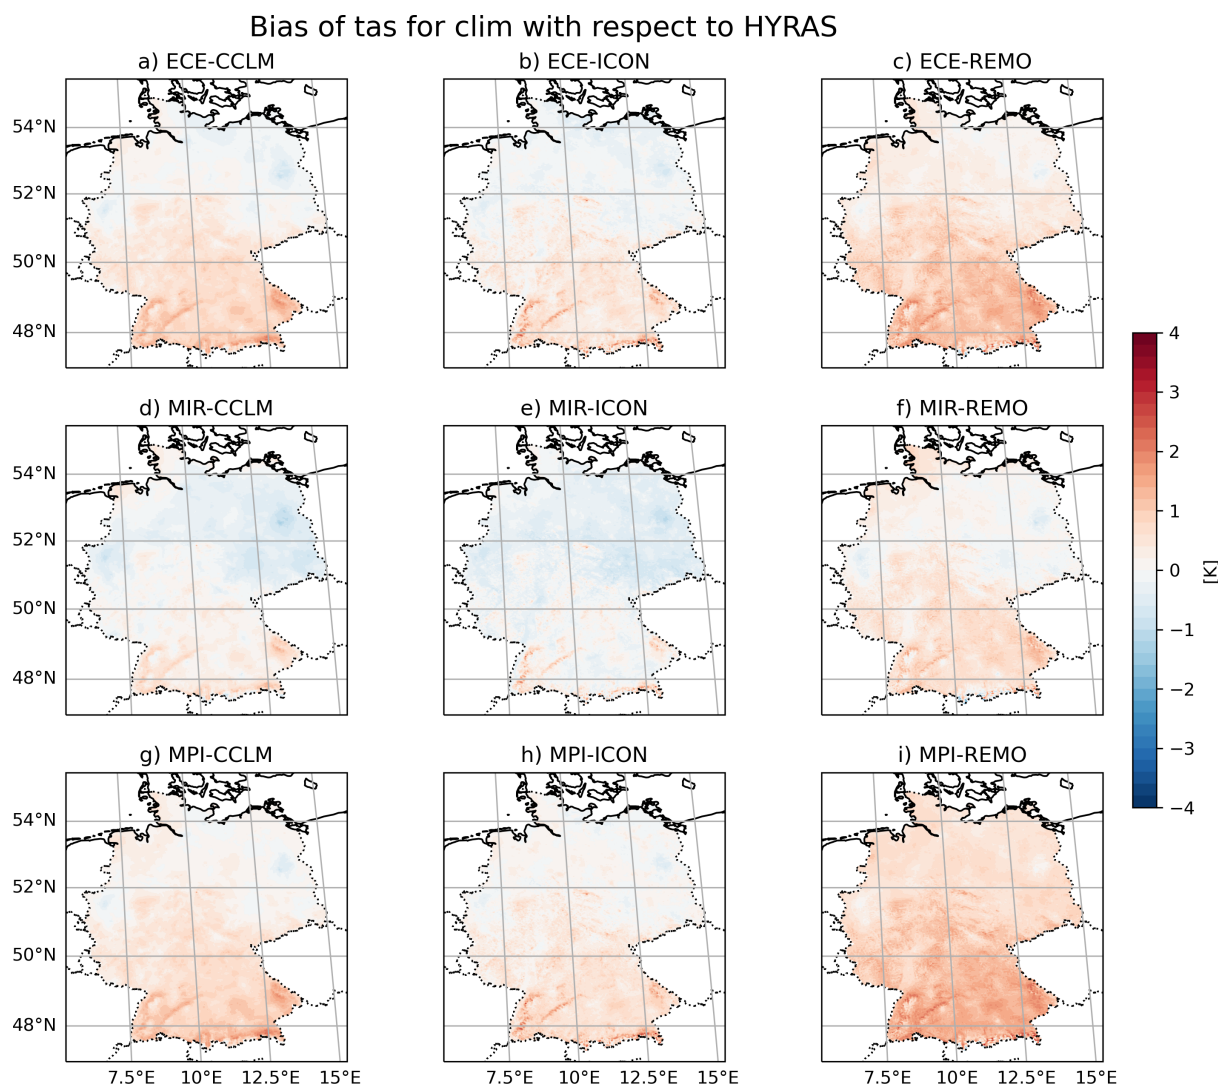 Bias of tas for clim with respect to HYRAS
a) ECE-CCLM
b) ECE-ICON
c) ECE-REMO
54°N
52°N
50°N
48°N
d) MIR-CCLM
e) MIR-ICON
f) MIR-REMO
54°N
52°N
50°N
48°N
g) MPI-CCLM
h) MPI-ICON
i) MPI-REMO
54°N
52°N
50°N
48°N
7.5°E 10°E 12.5°E 15°E
7.5°E 10°E 12.5°E 15°E
7.5°E 10°E 12.5°E 15°E
4
3
2
1
0
−1
−2
−3
−4
[K]